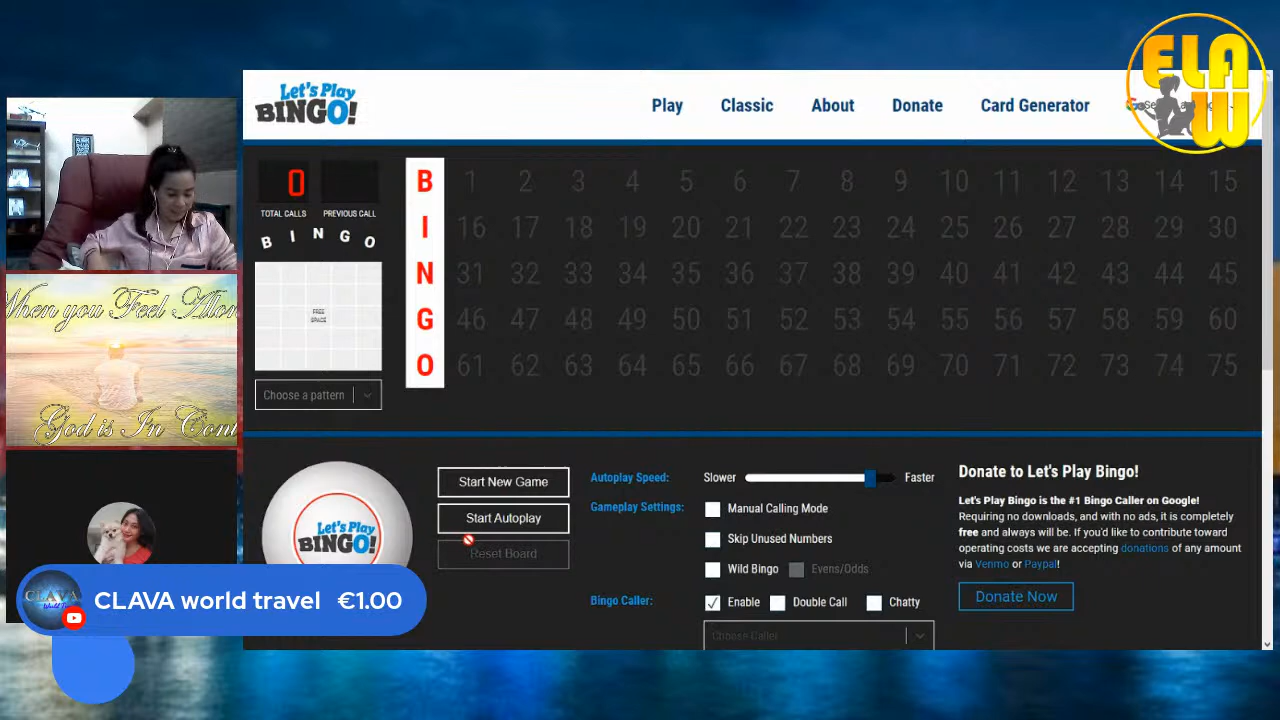 ELA
W
Let's Play
BINGO!
Play
Classic
About
Donate
Card Generator
0
TOTAL CALLS
PREVIOUS CALL
B I N G O
FREE
SPACE
Choose a pattern
B 1 2 3 4 5 6 7 8 9 10 11 12 13 14 15
I 16 17 18 19 20 21 22 23 24 25 26 27 28 29 30
N 31 32 33 34 35 36 37 38 39 40 41 42 43 44 45
G 46 47 48 49 50 51 52 53 54 55 56 57 58 59 60
O 61 62 63 64 65 66 67 68 69 70 71 72 73 74 75
When you Feel Alon
God is In Cont
Let's Play
BINGO!
Start New Game
Start Autoplay
Reset Board
Autoplay Speed:
Slower
Faster
Gameplay Settings:
Manual Calling Mode
Skip Unused Numbers
Wild Bingo
Evens/Odds
Bingo Caller:
Enable
Double Call
Chatty
Choose Caller
Donate to Let's Play Bingo!
Let's Play Bingo is the #1 Bingo Caller on Google!
Requiring no downloads, and with no ads, it is completely
free and always will be. If you'd like to contribute toward
operating costs we are accepting donations of any amount
via Venmo or Paypal!
Donate Now
CLAVA world travel €1.00